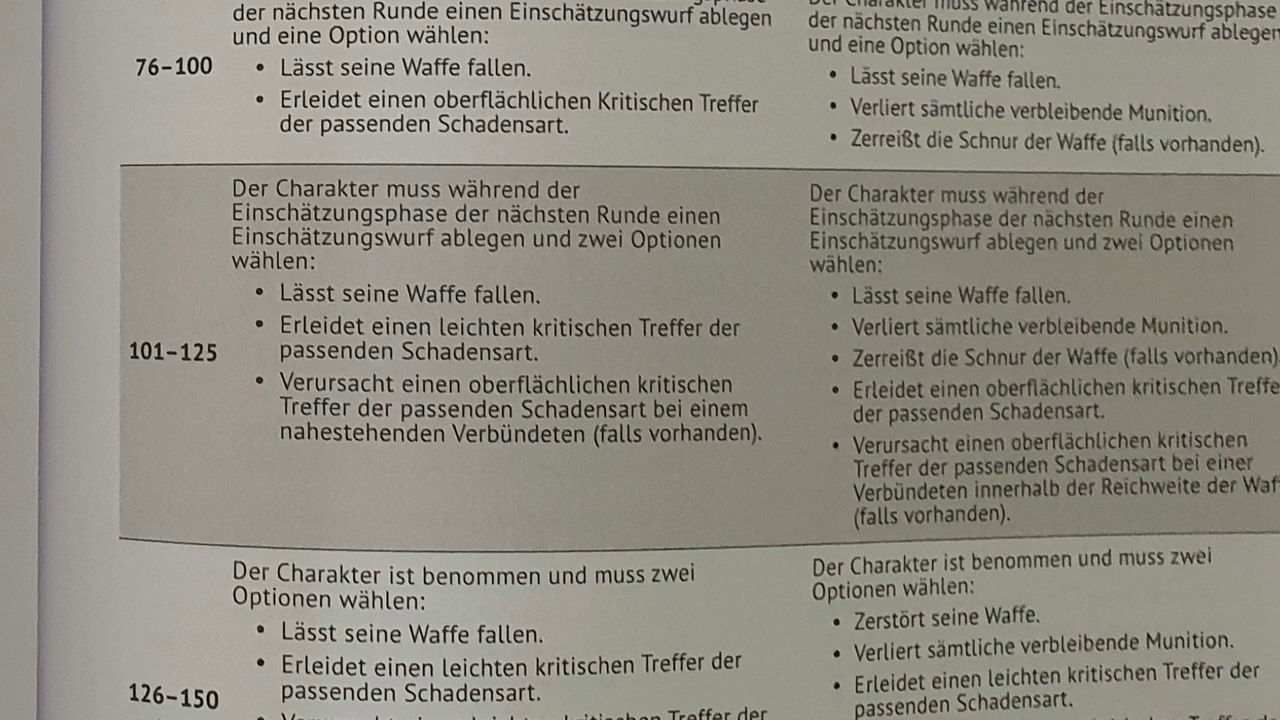 der nächsten Runde einen Einschätzungswurf ablegen
und eine Option wählen:
76–100
• Lässt seine Waffe fallen.
• Erleidet einen oberflächlichen Kritischen Treffer
der passenden Schadensart.
Der Charakter muss während der Einschätzungsphase
der nächsten Runde einen Einschätzungswurf ablegen
und eine Option wählen:
• Lässt seine Waffe fallen.
• Verliert sämtliche verbleibende Munition.
• Zerreißt die Schnur der Waffe (falls vorhanden).
Der Charakter muss während der
Einschätzungsphase der nächsten Runde einen
Einschätzungswurf ablegen und zwei Optionen
wählen:
101–125
• Lässt seine Waffe fallen.
• Erleidet einen leichten kritischen Treffer der
passenden Schadensart.
• Verursacht einen oberflächlichen kritischen
Treffer der passenden Schadensart bei einem
nahestehenden Verbündeten (falls vorhanden).
Der Charakter muss während der
Einschätzungsphase der nächsten Runde einen
Einschätzungswurf ablegen und zwei Optionen
wählen:
• Lässt seine Waffe fallen.
• Verliert sämtliche verbleibende Munition.
• Zerreißt die Schnur der Waffe (falls vorhanden)
• Erleidet einen oberflächlichen kritischen Treffe
der passenden Schadensart.
• Verursacht einen oberflächlichen kritischen
Treffer der passenden Schadensart bei einer
Verbündeten innerhalb der Reichweite der Waf
(falls vorhanden).
Der Charakter ist benommen und muss zwei
Optionen wählen:
126–150
• Lässt seine Waffe fallen.
• Erleidet einen leichten kritischen Treffer der
passenden Schadensart.
Treffer der
Der Charakter ist benommen und muss zwei
Optionen wählen:
• Zerstört seine Waffe.
• Verliert sämtliche verbleibende Munition.
• Erleidet einen leichten kritischen Treffer der
passenden Schadensart.